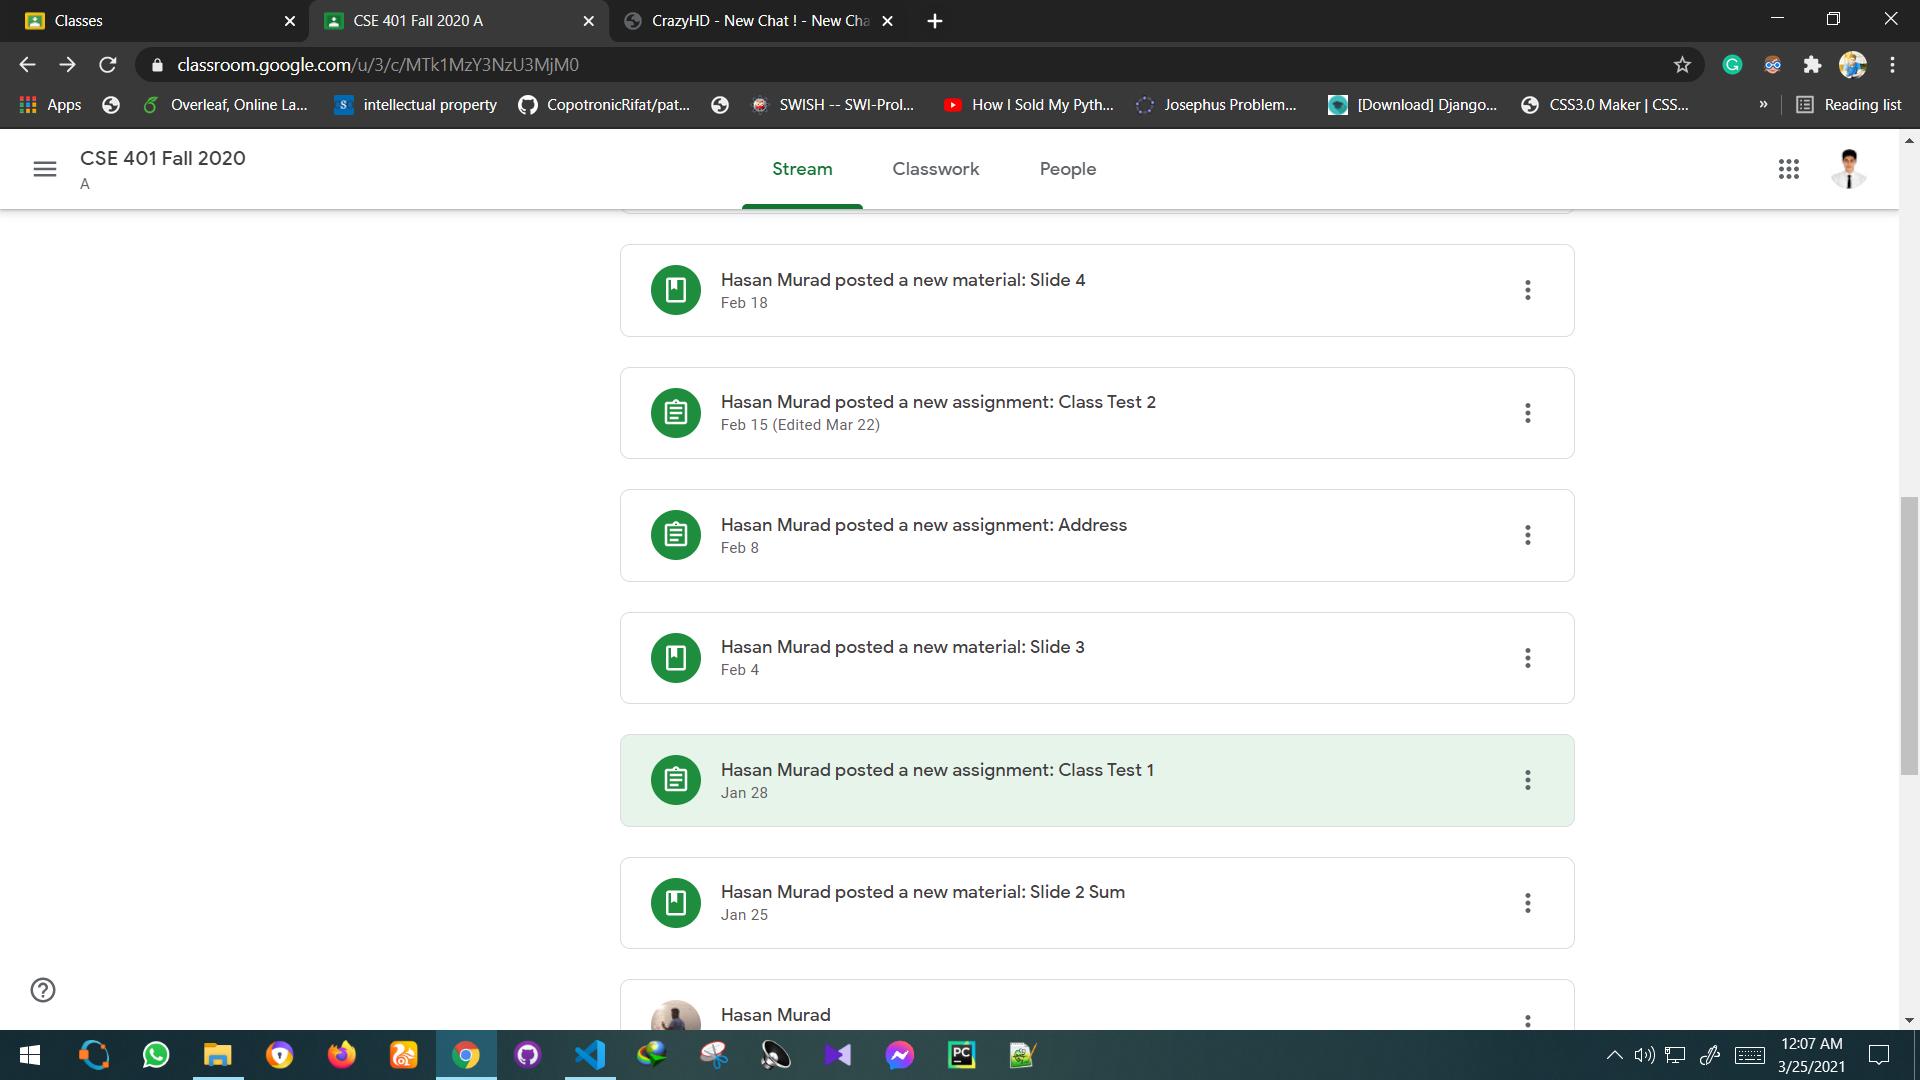 Classes
CSE 401 Fall 2020 A
CrazyHD - New Chat ! - New Cha
classroom.google.com/u/3/c/MTk1MzY3NzU3MjM0
Apps
Overleaf, Online La...
S
intellectual property
CopotronicRifat/pat...
SWISH -- SWI-Prol...
How I Sold My Pyth...
Josephus Problem...
[Download] Django...
CSS3.0 Maker | CSS...
»
Reading list
CSE 401 Fall 2020
A
Stream
Classwork
People
Hasan Murad posted a new material: Slide 4
Feb 18
Hasan Murad posted a new assignment: Class Test 2
Feb 15 (Edited Mar 22)
Hasan Murad posted a new assignment: Address
Feb 8
Hasan Murad posted a new material: Slide 3
Feb 4
Hasan Murad posted a new assignment: Class Test 1
Jan 28
Hasan Murad posted a new material: Slide 2 Sum
Jan 25
Hasan Murad
PC
12:07 AM
3/25/2021